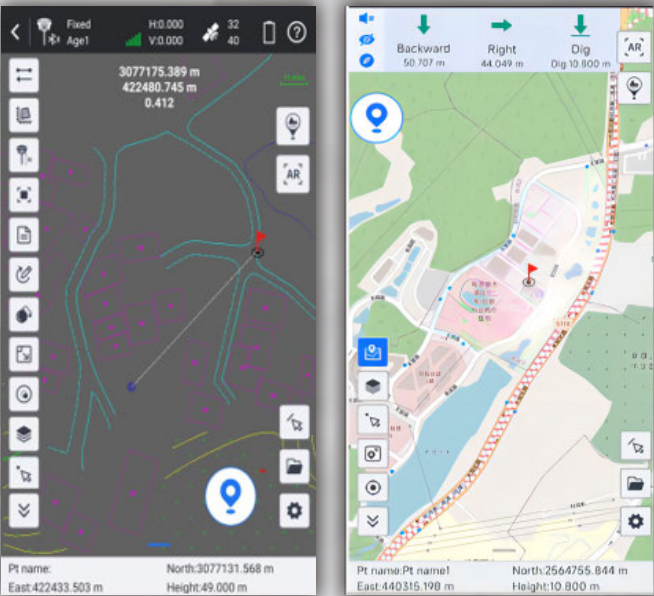 Fixed
Age1
H:0.000
V:0.000
32
40
3077175.389 m
422480.745 m
0.412
AR
Pt name:
North:3077131.568 m
East:422433.503 m
Height:49.000 m
Backward
50.707 m
Right
44.049 m
Dig
Dig 10.800 m
AR
S118
Pt name:Pt name1
North:2564755.844 m
East:440315.198 m
Height:10.800 m